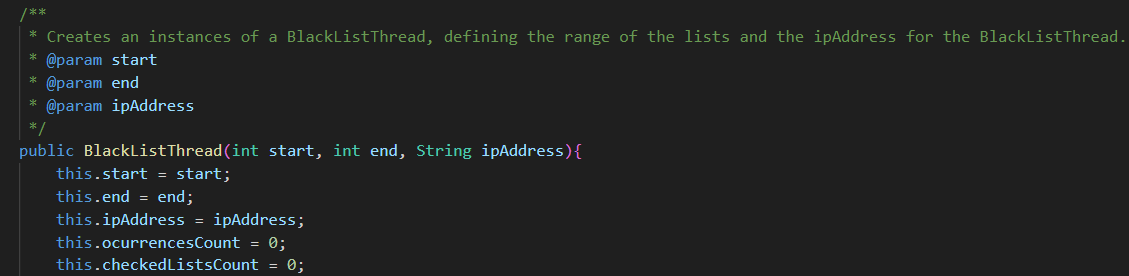 /**
 * Creates an instances of a BlackListThread, defining the range of the lists and the ipAddress for the BlackListThread.
 * @param start
 * @param end
 * @param ipAddress
 */
public BlackListThread(int start, int end, String ipAddress){
    this.start = start;
    this.end = end;
    this.ipAddress = ipAddress;
    this.ocurrencesCount = 0;
    this.checkedListsCount = 0;